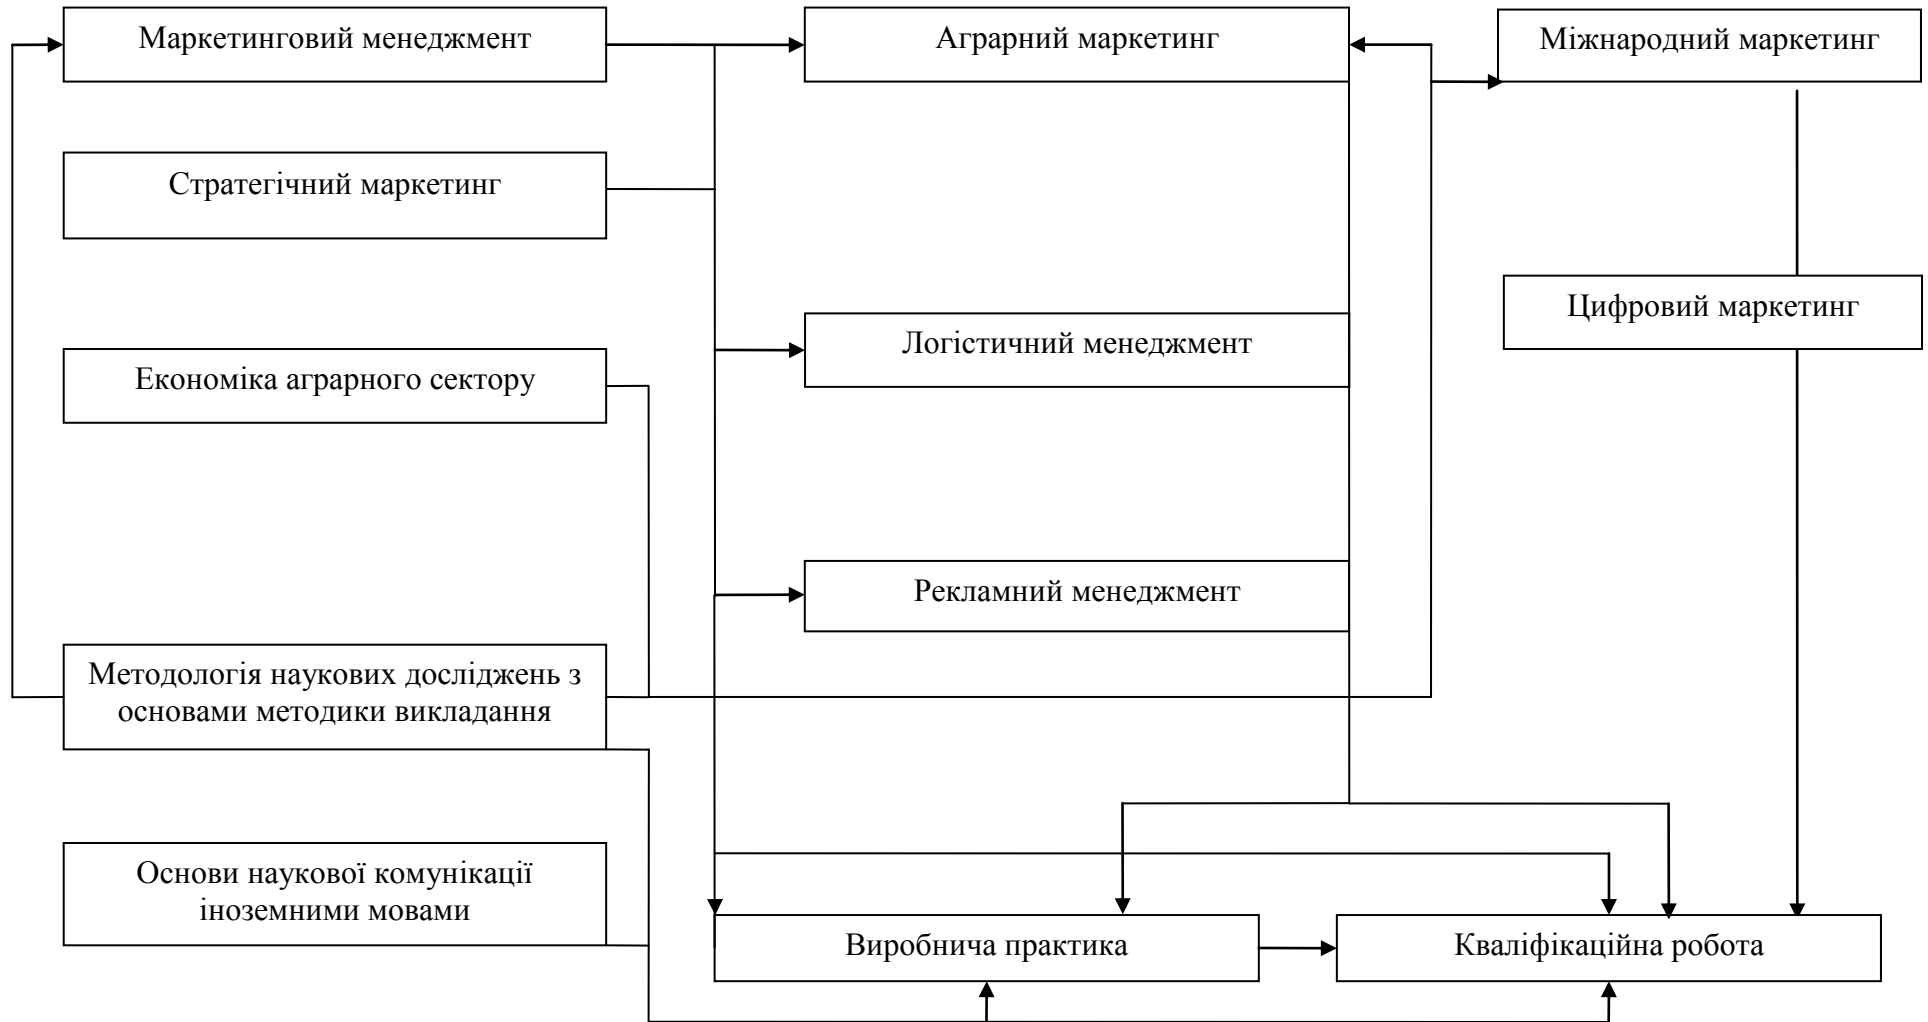 Маркетинговий менеджмент
Аграрний маркетинг
Міжнародний маркетинг
Стратегічний маркетинг
Цифровий маркетинг
Логістичний менеджмент
Економіка аграрного сектору
Рекламний менеджмент
Методологія наукових досліджень з
основами методики викладання
Основи наукової комунікації
іноземними мовами
Виробнича практика
Кваліфікаційна робота